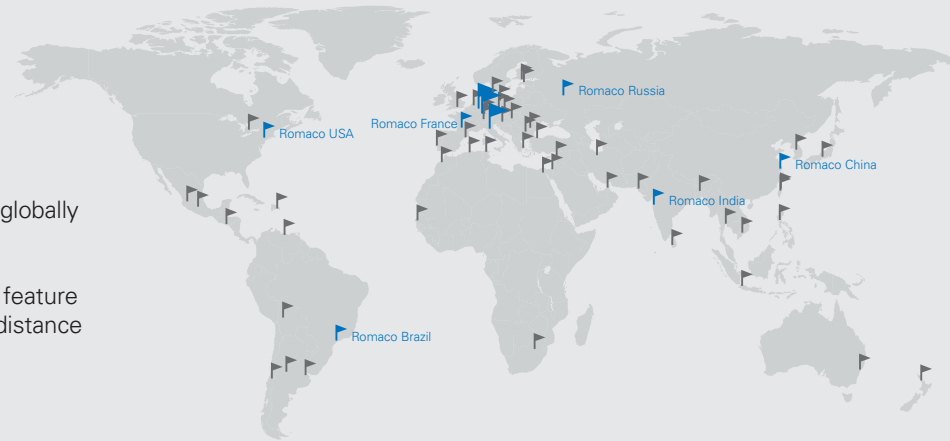 globally
feature
distance
Romaco Russia
Romaco France
Romaco USA
Romaco China
Romaco India
Romaco Brazil